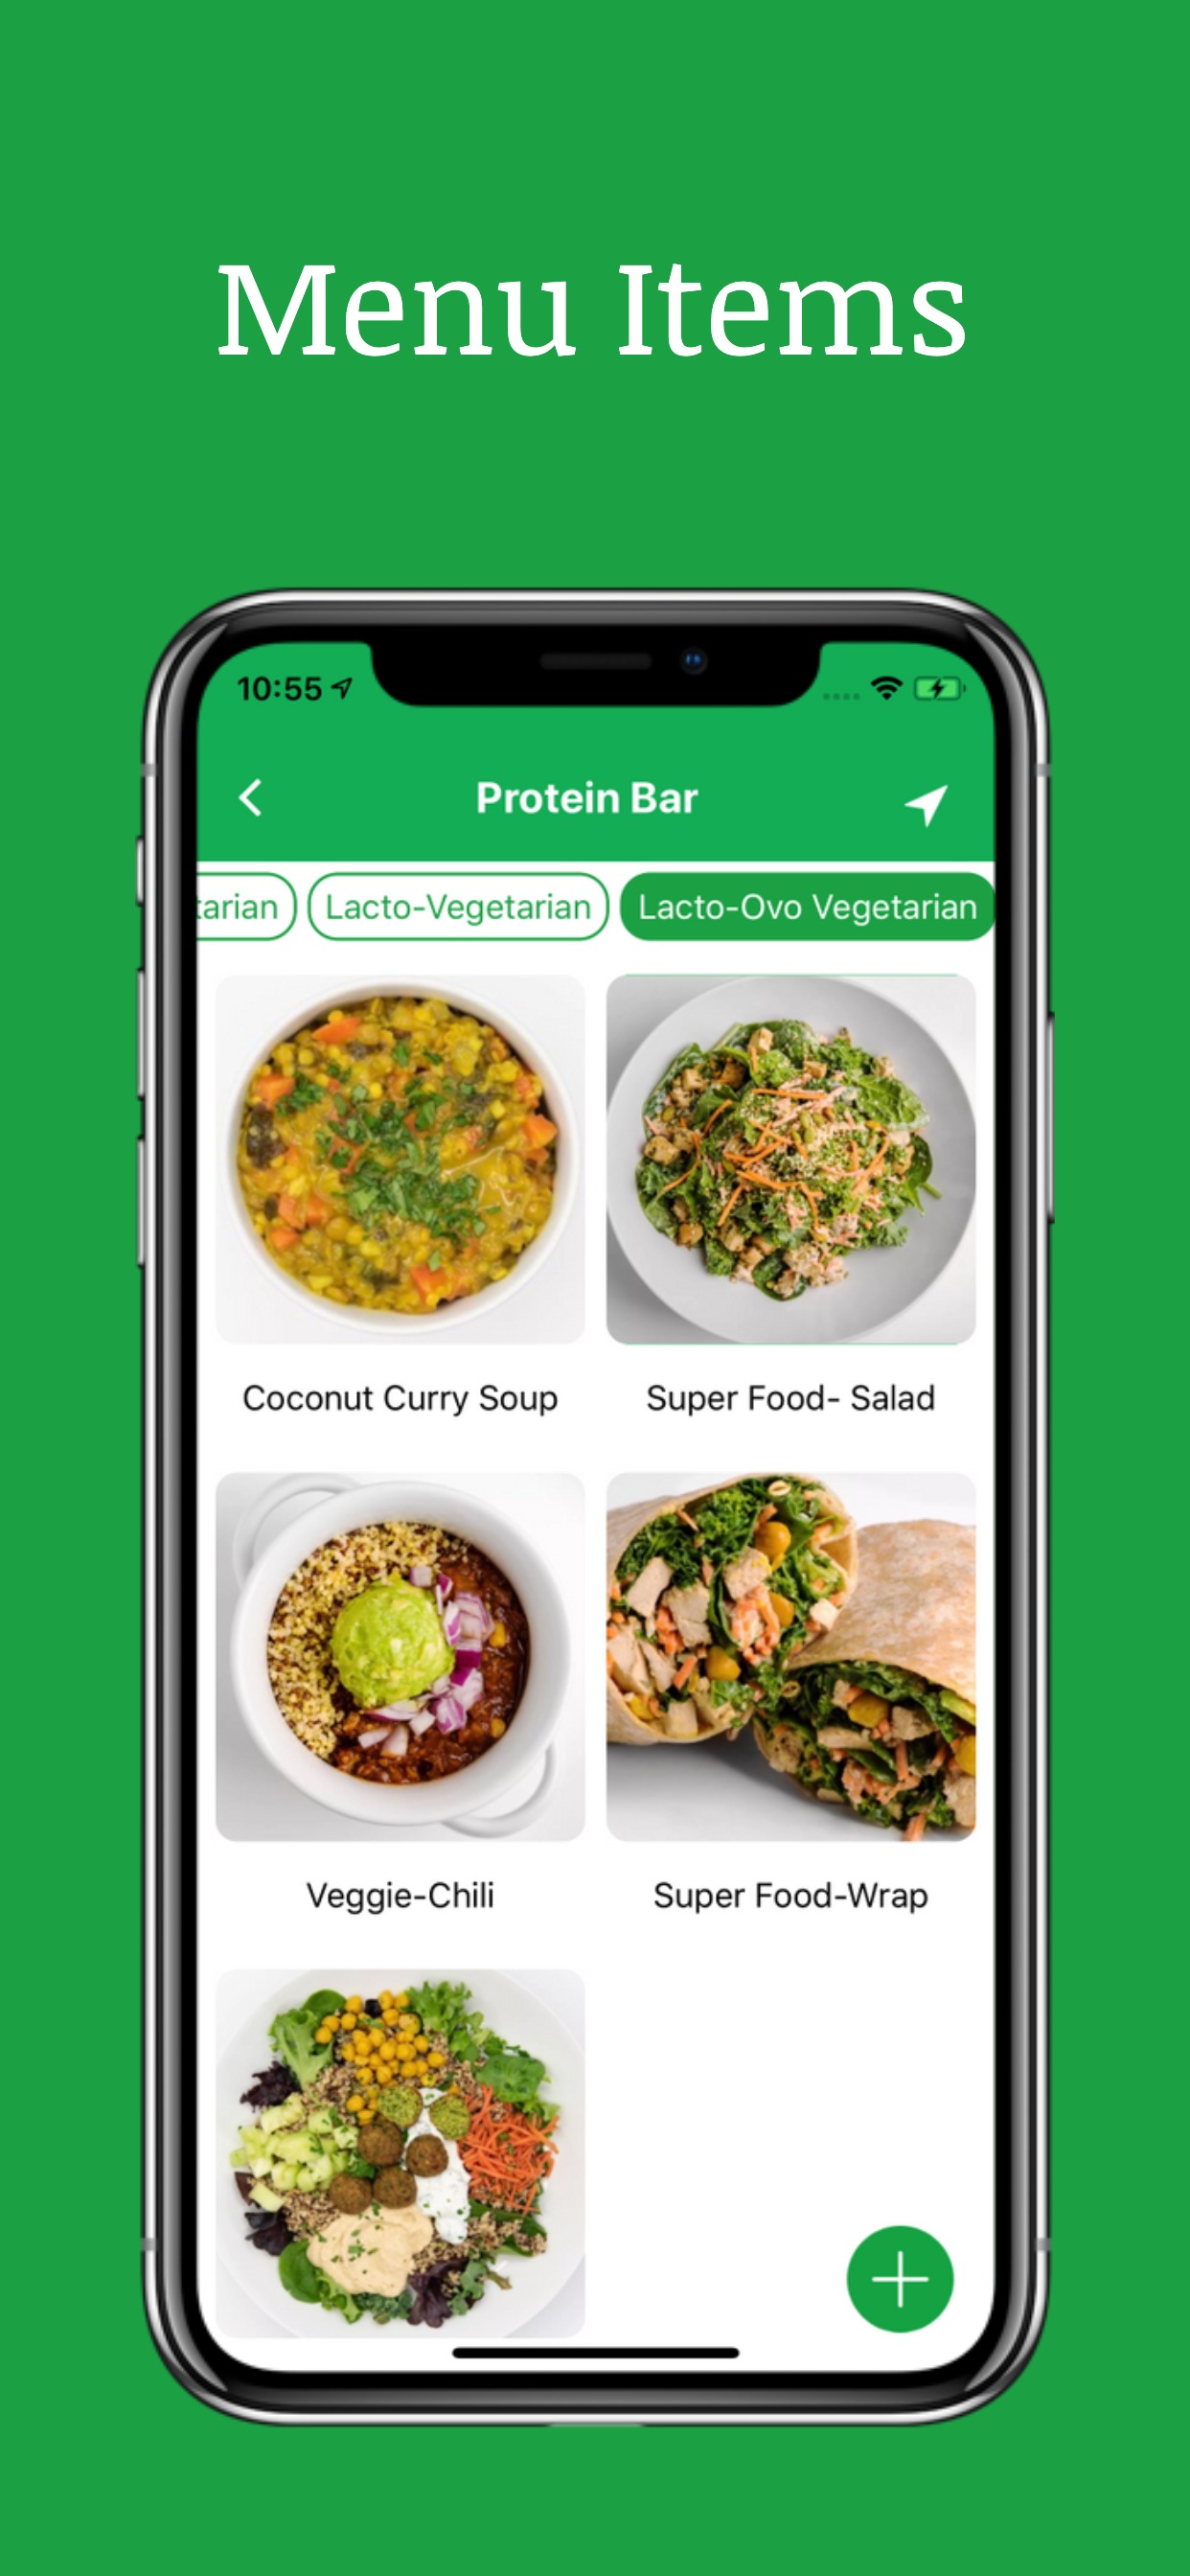 Menu Items
10:55
Protein Bar
tarian
Lacto-Vegetarian
Lacto-Ovo Vegetarian
Coconut Curry Soup
Super Food- Salad
Veggie-Chili
Super Food-Wrap